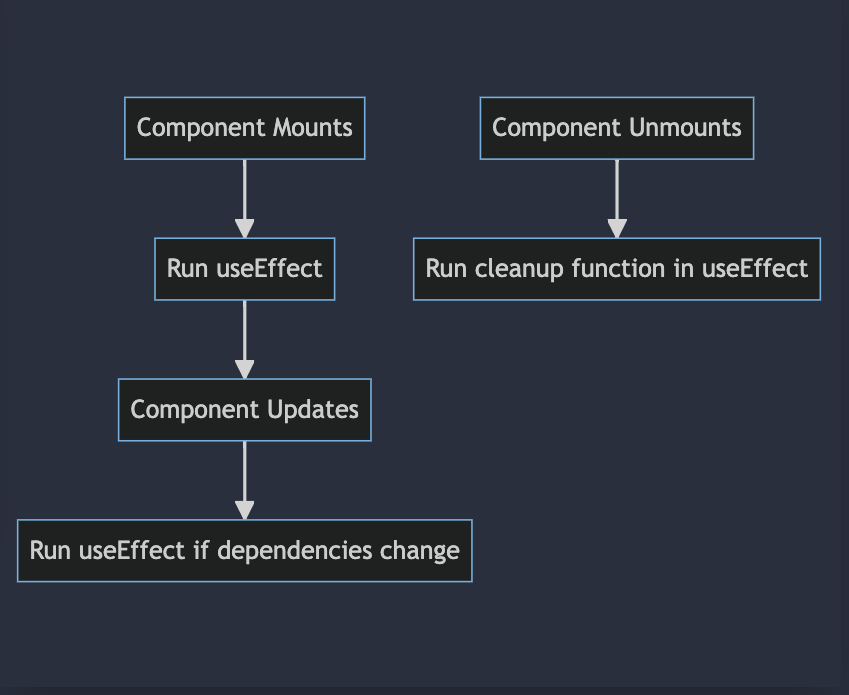 Component Mounts
Component Unmounts
Run useEffect
Run cleanup function in useEffect
Component Updates
Run useEffect if dependencies change